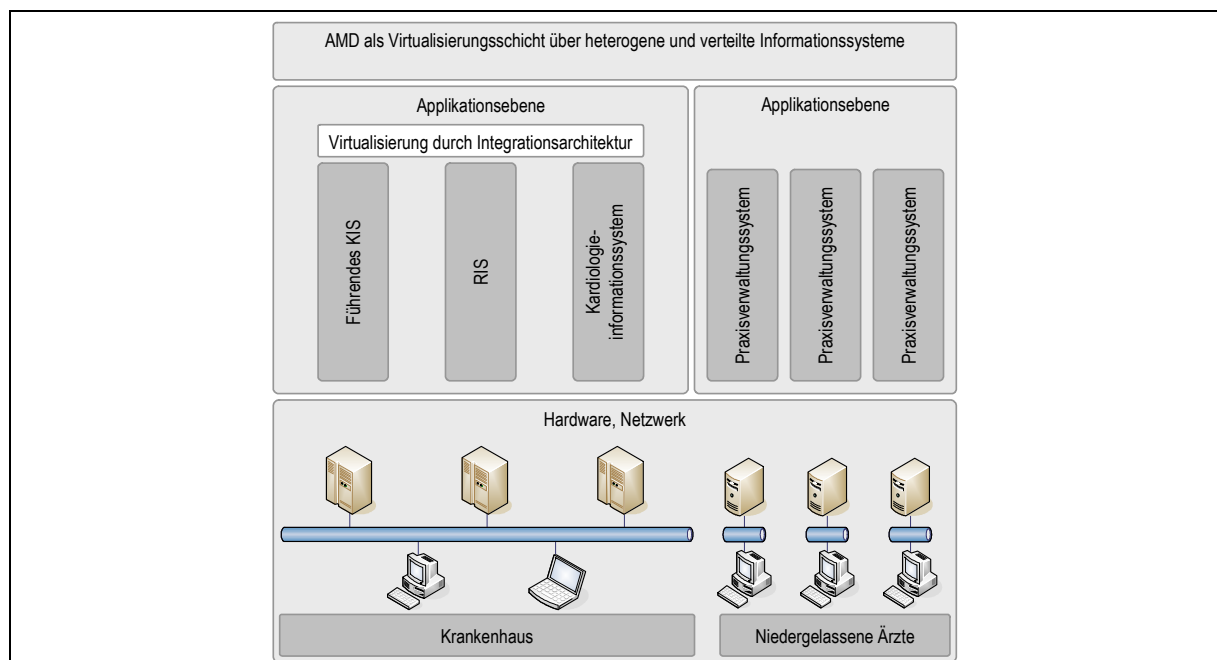 AMD als Virtualisierungsschicht über heterogene und verteilte Informationssysteme
Applikationsebene
Virtualisierung durch Integrationsarchitektur
Führendes KIS
RIS
Kardiologie-
informationssystem
Applikationsebene
Praxisverwaltungssystem
Praxisverwaltungssystem
Praxisverwaltungssystem
Hardware, Netzwerk
Krankenhaus
Niedergelassene Ärzte